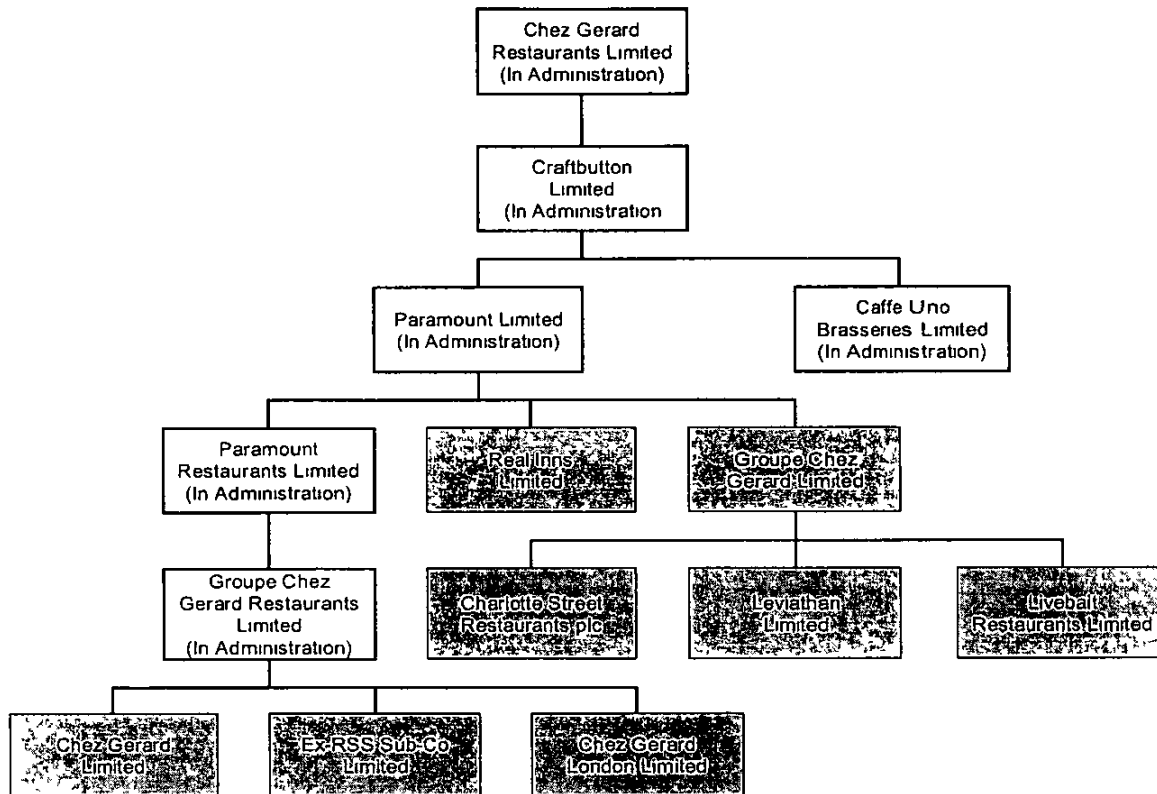 Chez Gerard
Restaurants Limited
(In Administration)
Craftbutton
Limited
(In Administration
Paramount Limited
(In Administration)
Caffe Uno
Brasseries Limited
(In Administration)
Paramount
Restaurants Limited
(In Administration)
Real Inns
Limited
Groupe Chez
Gerard Limited
Groupe Chez
Gerard Restaurants
Limited
(In Administration)
Charlotte Street
Restaurants plc
Leviathan
Limited
Livebait
Restaurants Limited
Chez Gerard
Limited
Ex-RSS Sub-Co
Limited
Chez Gerard
London Limited